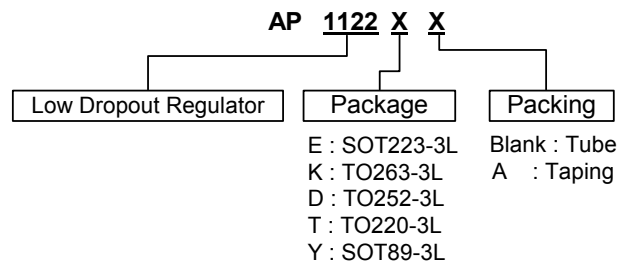 AP 1122 X X
Low Dropout Regulator Package Packing
E : SOT223-3L Blank : Tube
K : TO263-3L A : Taping
D : TO252-3L
T : TO220-3L
Y : SOT89-3L